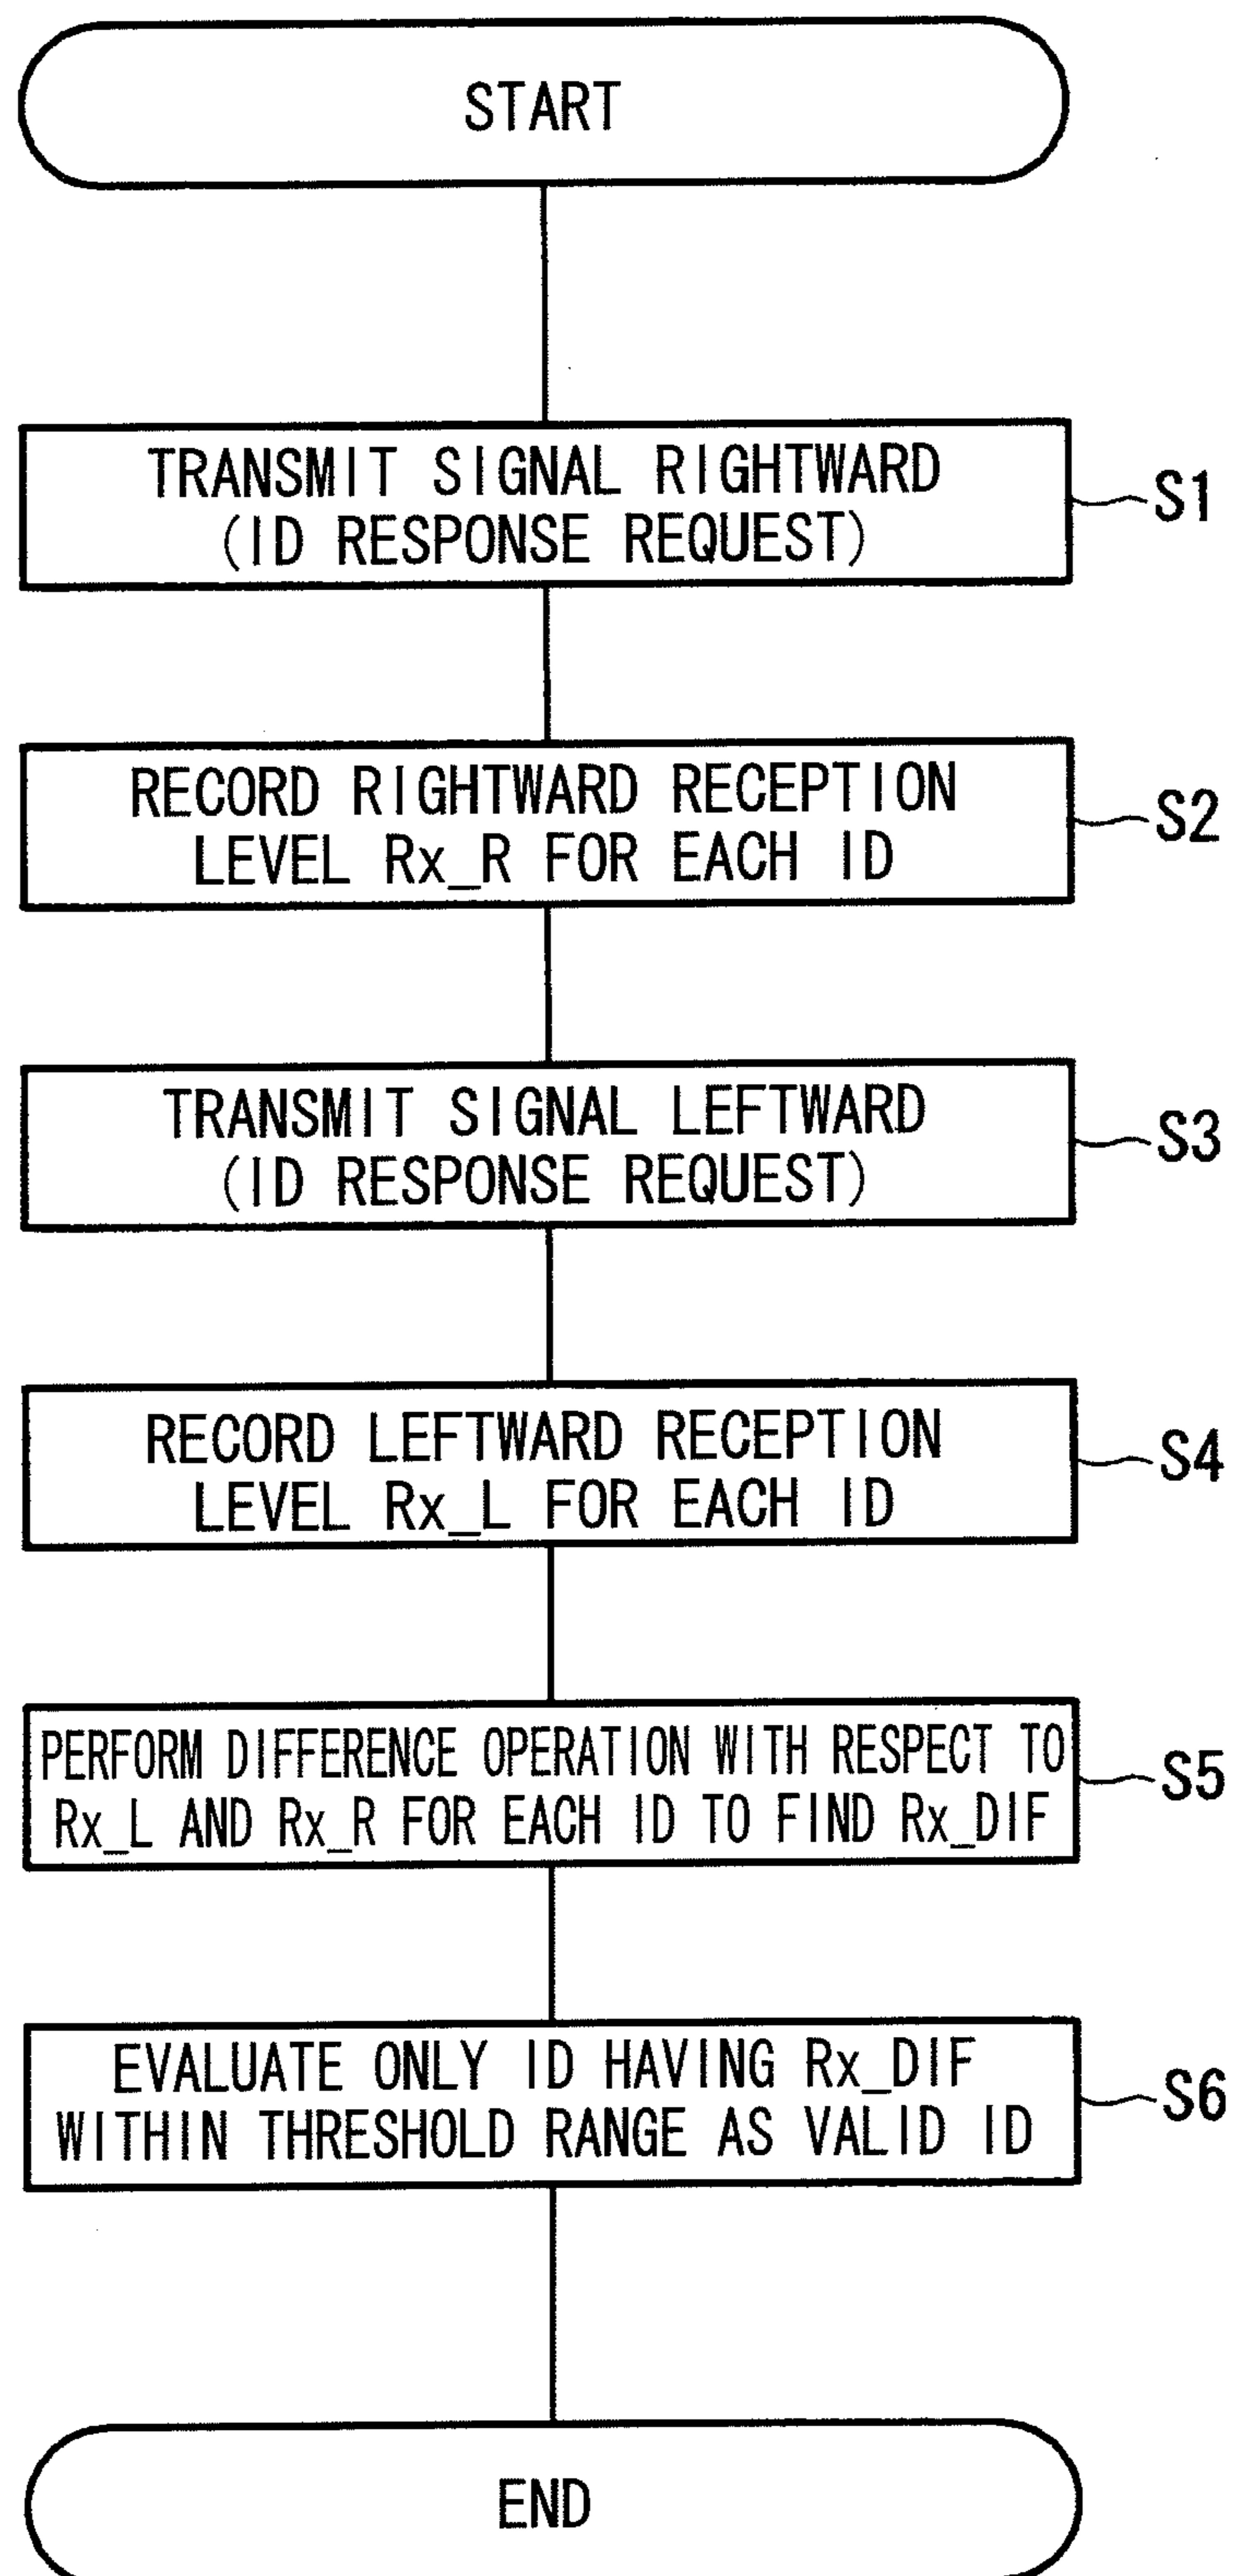 START
TRANSMIT SIGNAL RIGHTWARD
(ID RESPONSE REQUEST)
S1
RECORD RIGHTWARD RECEPTION
LEVEL Rx_R FOR EACH ID
S2
TRANSMIT SIGNAL LEFTWARD
(ID RESPONSE REQUEST)
S3
RECORD LEFTWARD RECEPTION
LEVEL Rx_L FOR EACH ID
S4
PERFORM DIFFERENCE OPERATION WITH RESPECT TO
Rx_L AND Rx_R FOR EACH ID TO FIND Rx_DIF
S5
EVALUATE ONLY ID HAVING Rx_DIF
WITHIN THRESHOLD RANGE AS VALID ID
S6
END